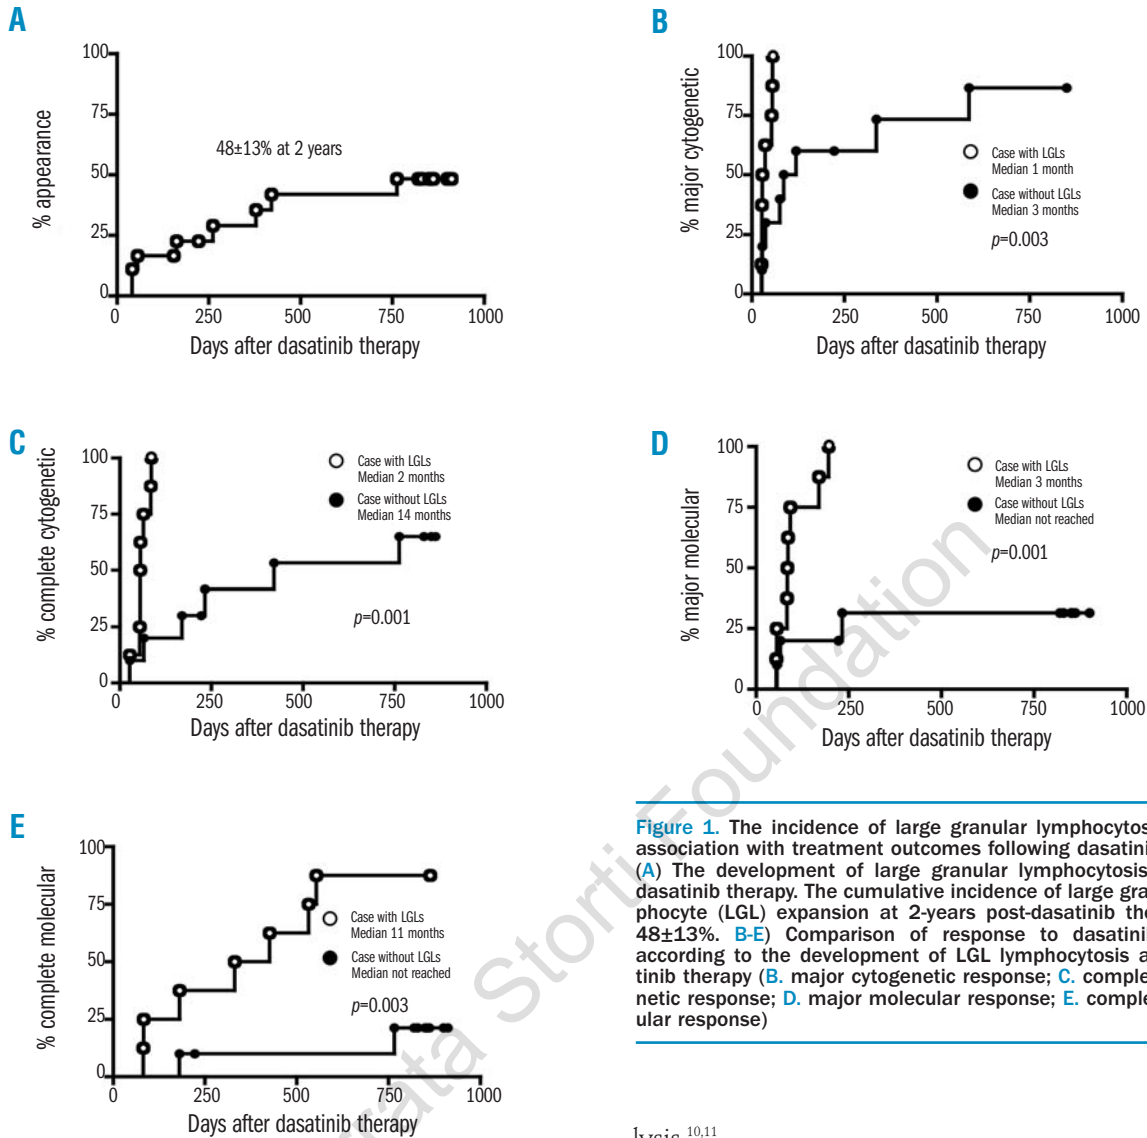 A
100
75
50
25
0
% appearance
48±13% at 2 years
0 250 500 750 1000
Days after dasatinib therapy
B
100
75
50
25
0
% major cytogenetic
Case with LGLs
Median 1 month
Case without LGLs
Median 3 months
p=0.003
0 250 500 750 1000
Days after dasatinib therapy
C
100
75
50
25
0
% complete cytogenetic
Case with LGLs
Median 2 months
Case without LGLs
Median 14 months
p=0.001
0 250 500 750 1000
Days after dasatinib therapy
D
100
75
50
25
0
% major molecular
Case with LGLs
Median 3 months
Case without LGLs
Median not reached
p=0.001
0 250 500 750 1000
Days after dasatinib therapy
E
100
75
50
25
0
% complete molecular
Case with LGLs
Median 11 months
Case without LGLs
Median not reached
p=0.003
0 250 500 750 1000
Days after dasatinib therapy
Figure 1. The incidence of large granular lymphocytos
association with treatment outcomes following dasatini
(A) The development of large granular lymphocytosis
dasatinib therapy. The cumulative incidence of large gra
phocyte (LGL) expansion at 2-years post-dasatinib the
48±13%. B-E) Comparison of response to dasatini
according to the development of LGL lymphocytosis a
tinib therapy (B. major cytogenetic response; C. comple
netic response; D. major molecular response; E. comple
ular response)
rata Storti Foundation
lysis.10,11